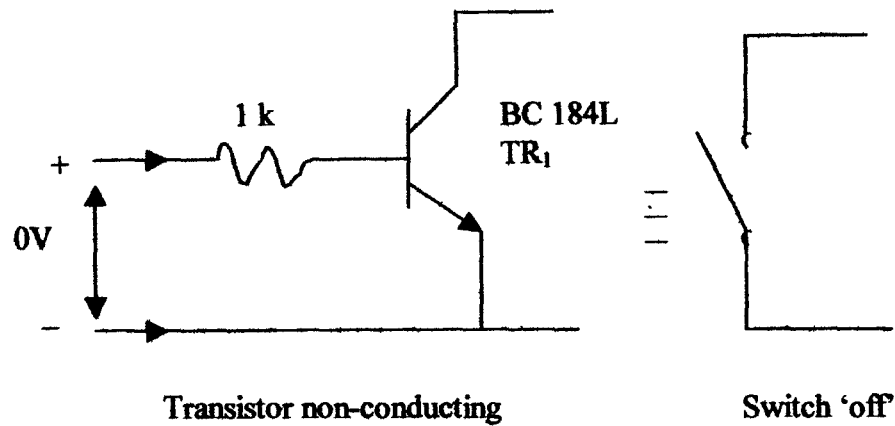 1 k
BC 184L
TR₁
+
0V
−
Transistor non-conducting
Switch ‘off’